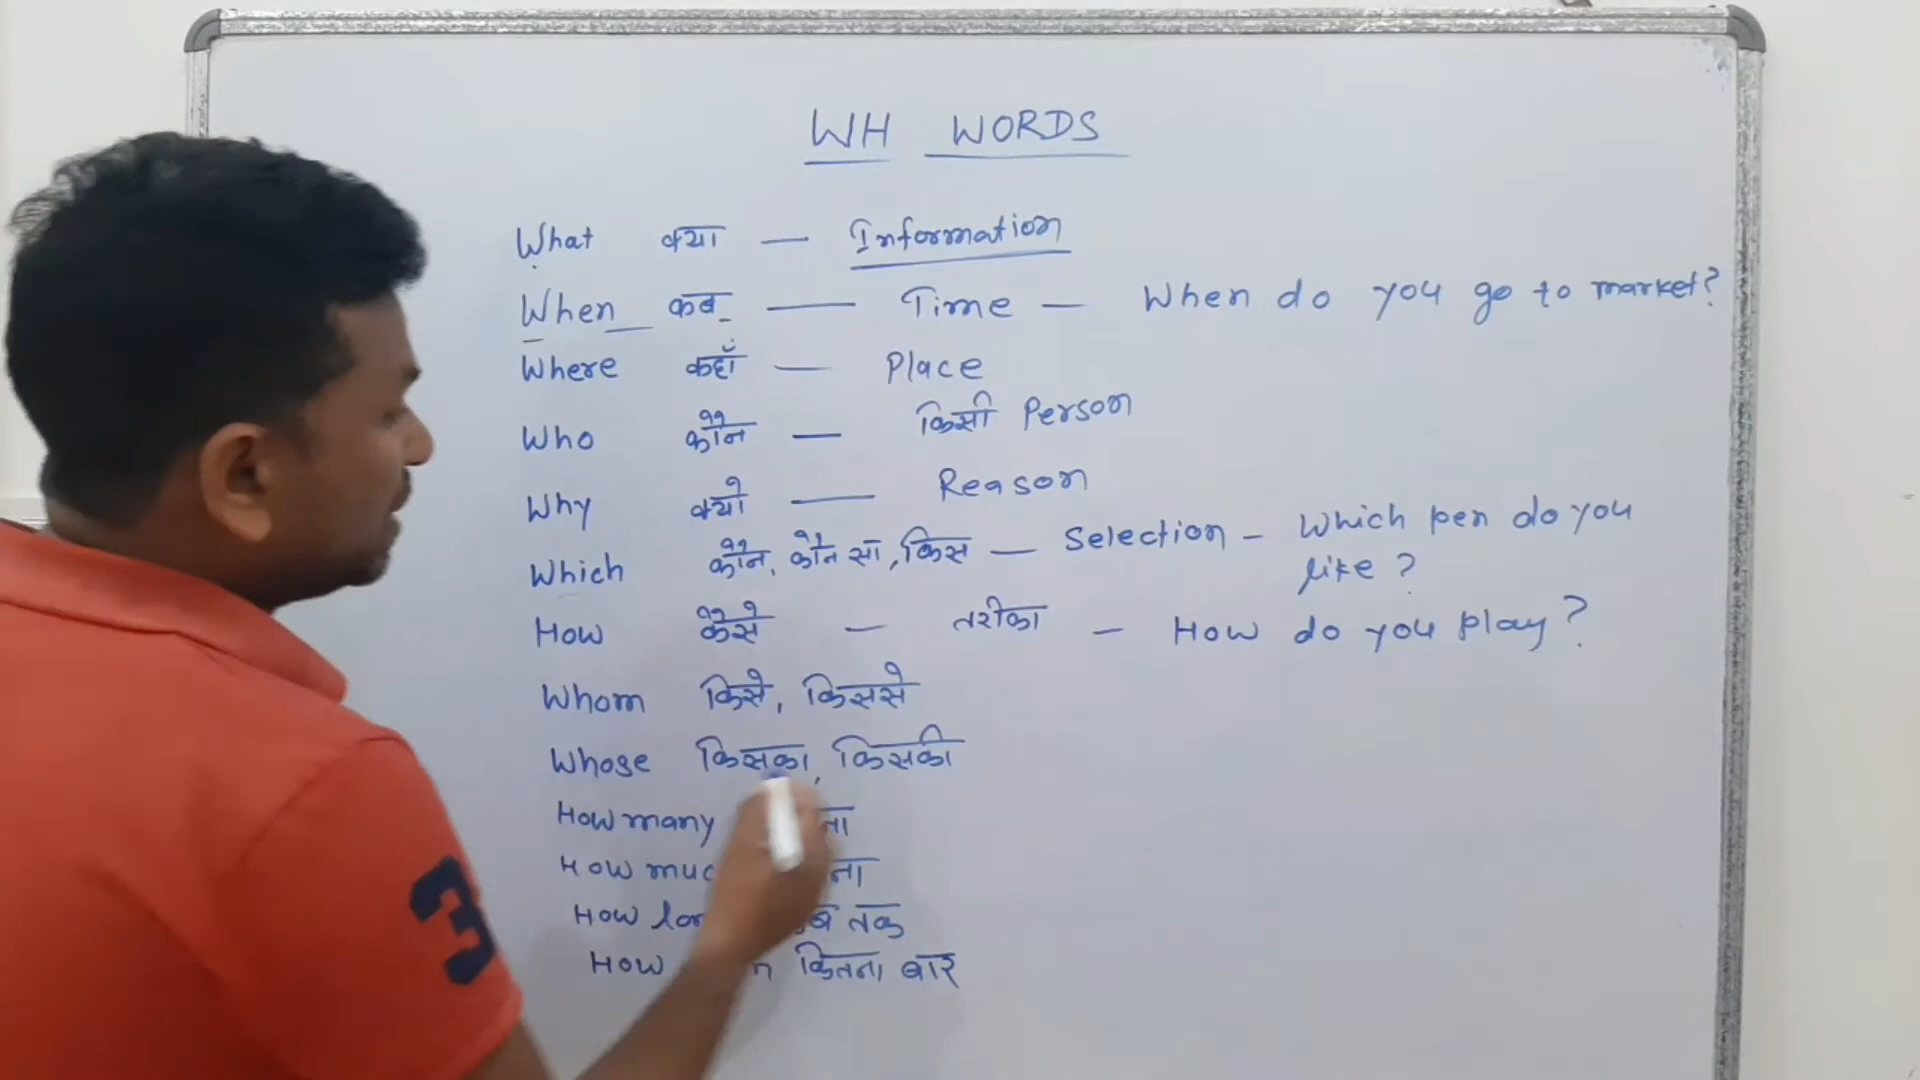 WH WORDS
What क्या — Information
When कब — Time — When do you go to market?
Where कहाँ — Place
Who कौन — किसी Person
Why क्यो — Reason
Which कौन, कौन सा, किस — Selection — Which pen do you
like?
How कैसे — तरीका — How do you play?
Whom किसे, किससे
Whose किसका, किसकी
How many
How
How तक
How कितना बार
3